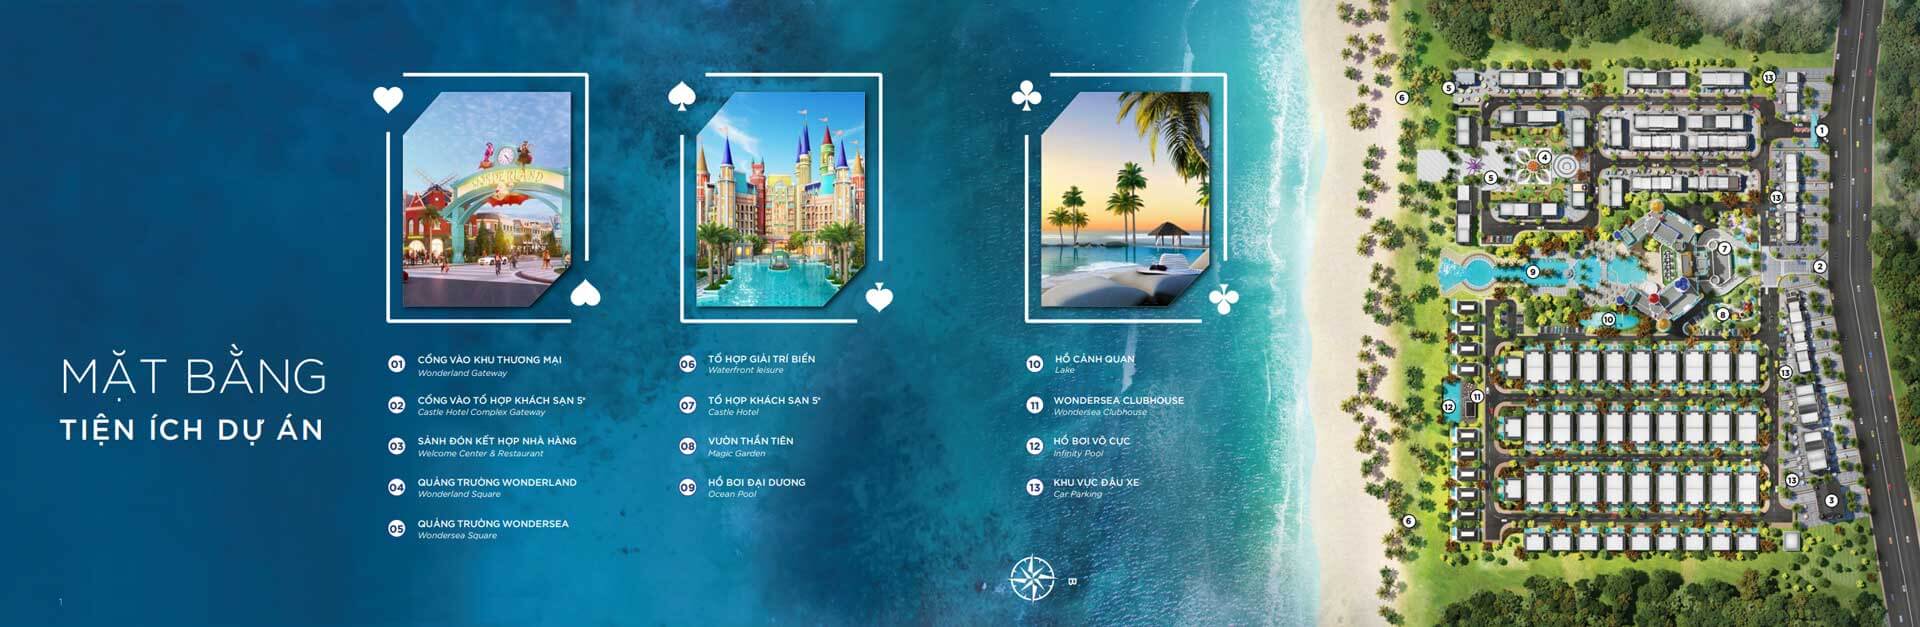 MẶT BẰNG
TIỆN ÍCH DỰ ÁN
1
WONDERLAND
01 CỔNG VÀO KHU THƯƠNG MẠI
Wonderland Gateway
02 CỔNG VÀO TỔ HỢP KHÁCH SẠN 5*
Castle Hotel Complex Gateway
03 SẢNH ĐÓN KẾT HỢP NHÀ HÀNG
Welcome Center & Restaurant
04 QUẢNG TRƯỜNG WONDERLAND
Wonderland Square
05 QUẢNG TRƯỜNG WONDERSEA
Wondersea Square
06 TỔ HỢP GIẢI TRÍ BIỂN
Waterfront leisure
07 TỔ HỢP KHÁCH SẠN 5*
Castle Hotel
08 VƯỜN THẦN TIÊN
Magic Garden
09 HỒ BƠI ĐẠI DƯƠNG
Ocean Pool
10 HỒ CẢNH QUAN
Lake
11 WONDERSEA CLUBHOUSE
Wondersea Clubhouse
12 HỒ BƠI VÔ CỰC
Infinity Pool
13 KHU VỰC ĐẬU XE
Car Parking
B
13
5
6
1
4
5
13
7
2
9
8
10
13
11
12
13
3
6